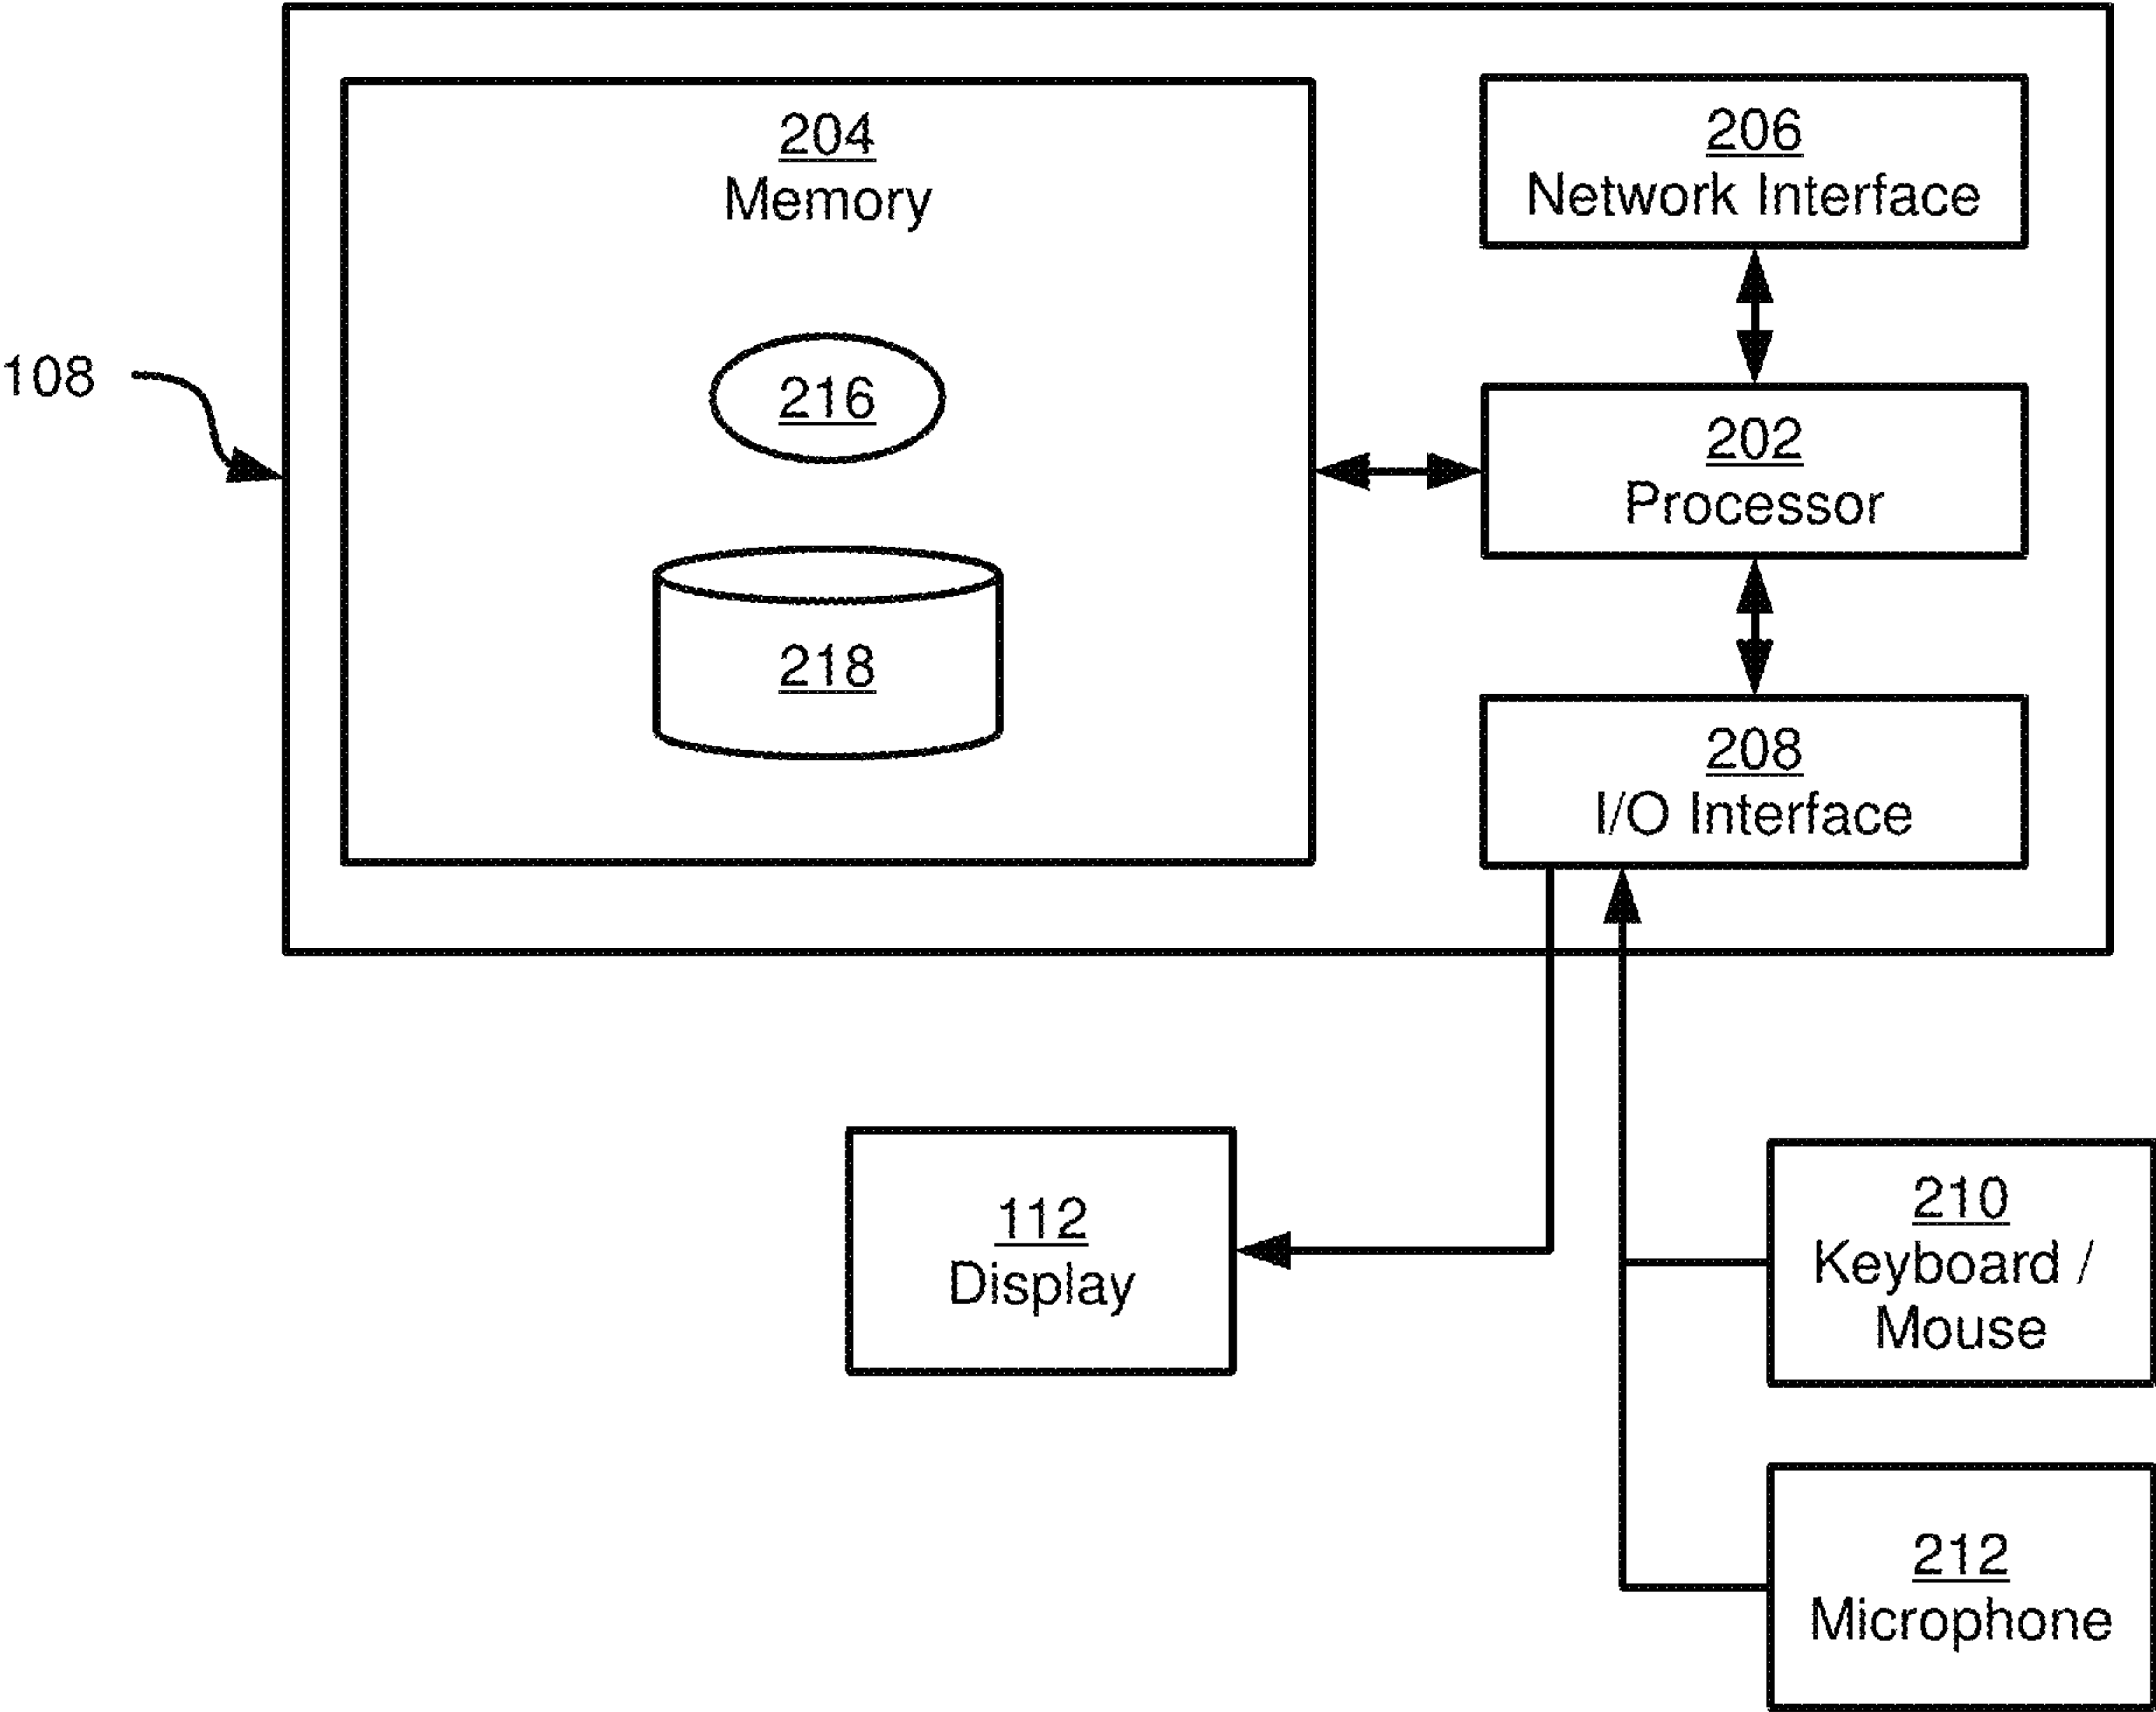 204
Memory
206
Network Interface
108
216
202
Processor
218
208
I/O Interface
112
Display
210
Keyboard /
Mouse
212
Microphone